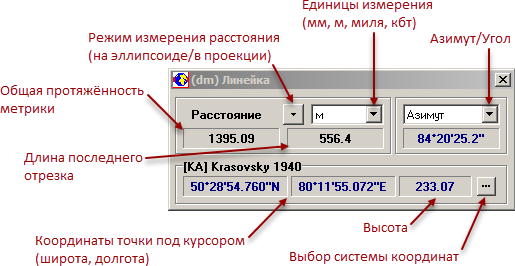 Единицы измерения
(мм, м, миля, кбт)
Режим измерения расстояния
(на эллипсоиде/в проекции)
Азимут/Угол
Общая протяжённость
метрики
(dm) Линейка
Расстояние
м
Азимут
1395.09
556.4
84°20'25.2"
Длина последнего
отрезка
[KA] Krasovsky 1940
50°28'54.760"N
80°11'55.072"E
233.07
...
Координаты точки под курсором
(широта, долгота)
Высота
Выбор системы координат